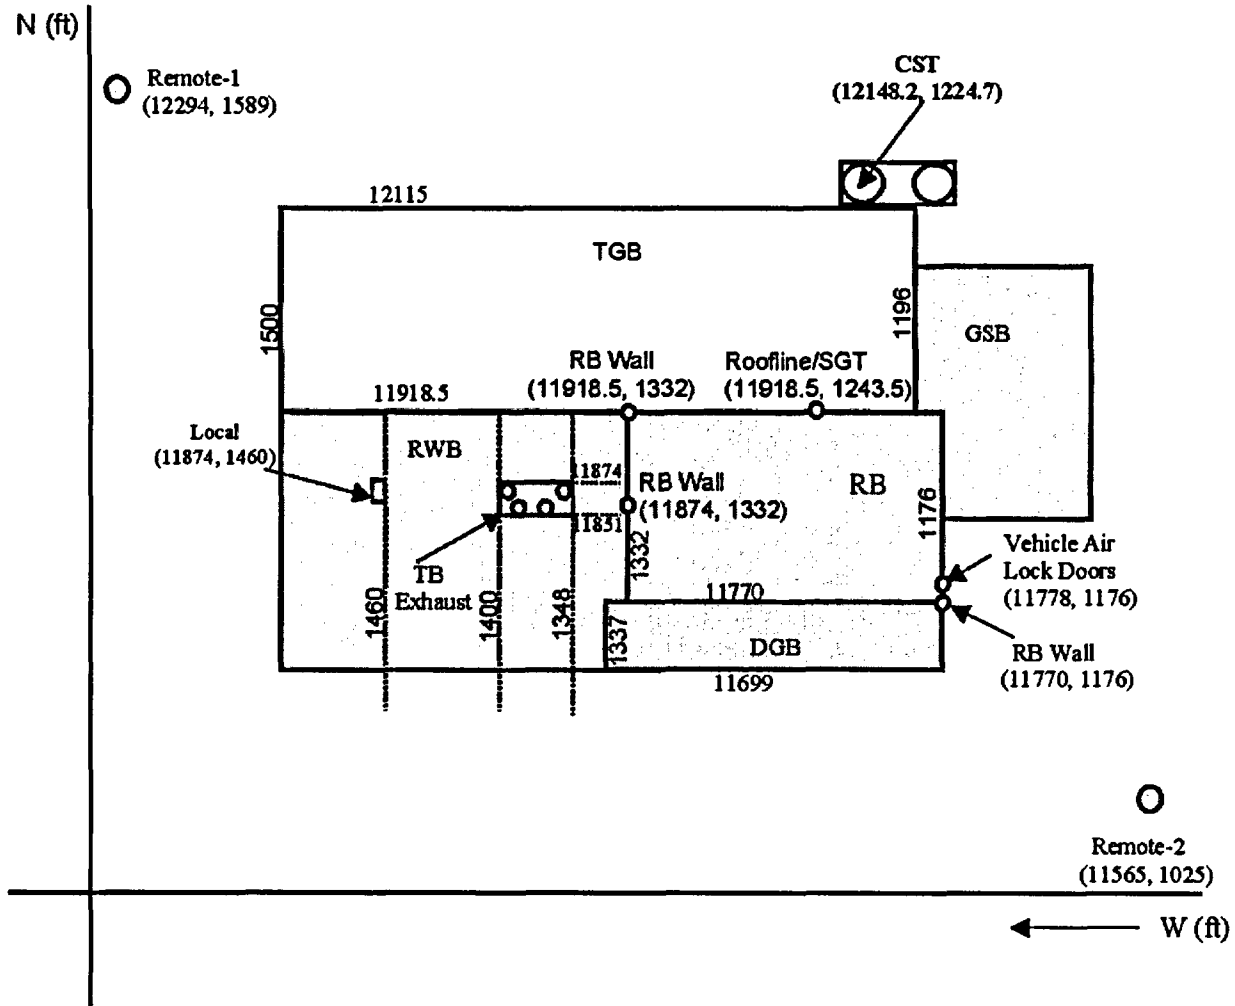 N (ft)
Remote-1
(12294, 1589)
CST
(12148.2, 1224.7)
12115
TGB
1500
1196
GSB
RB Wall
(11918.5, 1332)
Roofline/SGT
(11918.5, 1243.5)
11918.5
Local
(11874, 1460)
RWB
11874
RB Wall
(11874, 1332)
RB
1176
11851
1332
Vehicle Air
Lock Doors
(11778, 1176)
TB
Exhaust
1460
1400
1348
11770
1337
DGB
RB Wall
(11770, 1176)
11699
Remote-2
(11565, 1025)
W (ft)